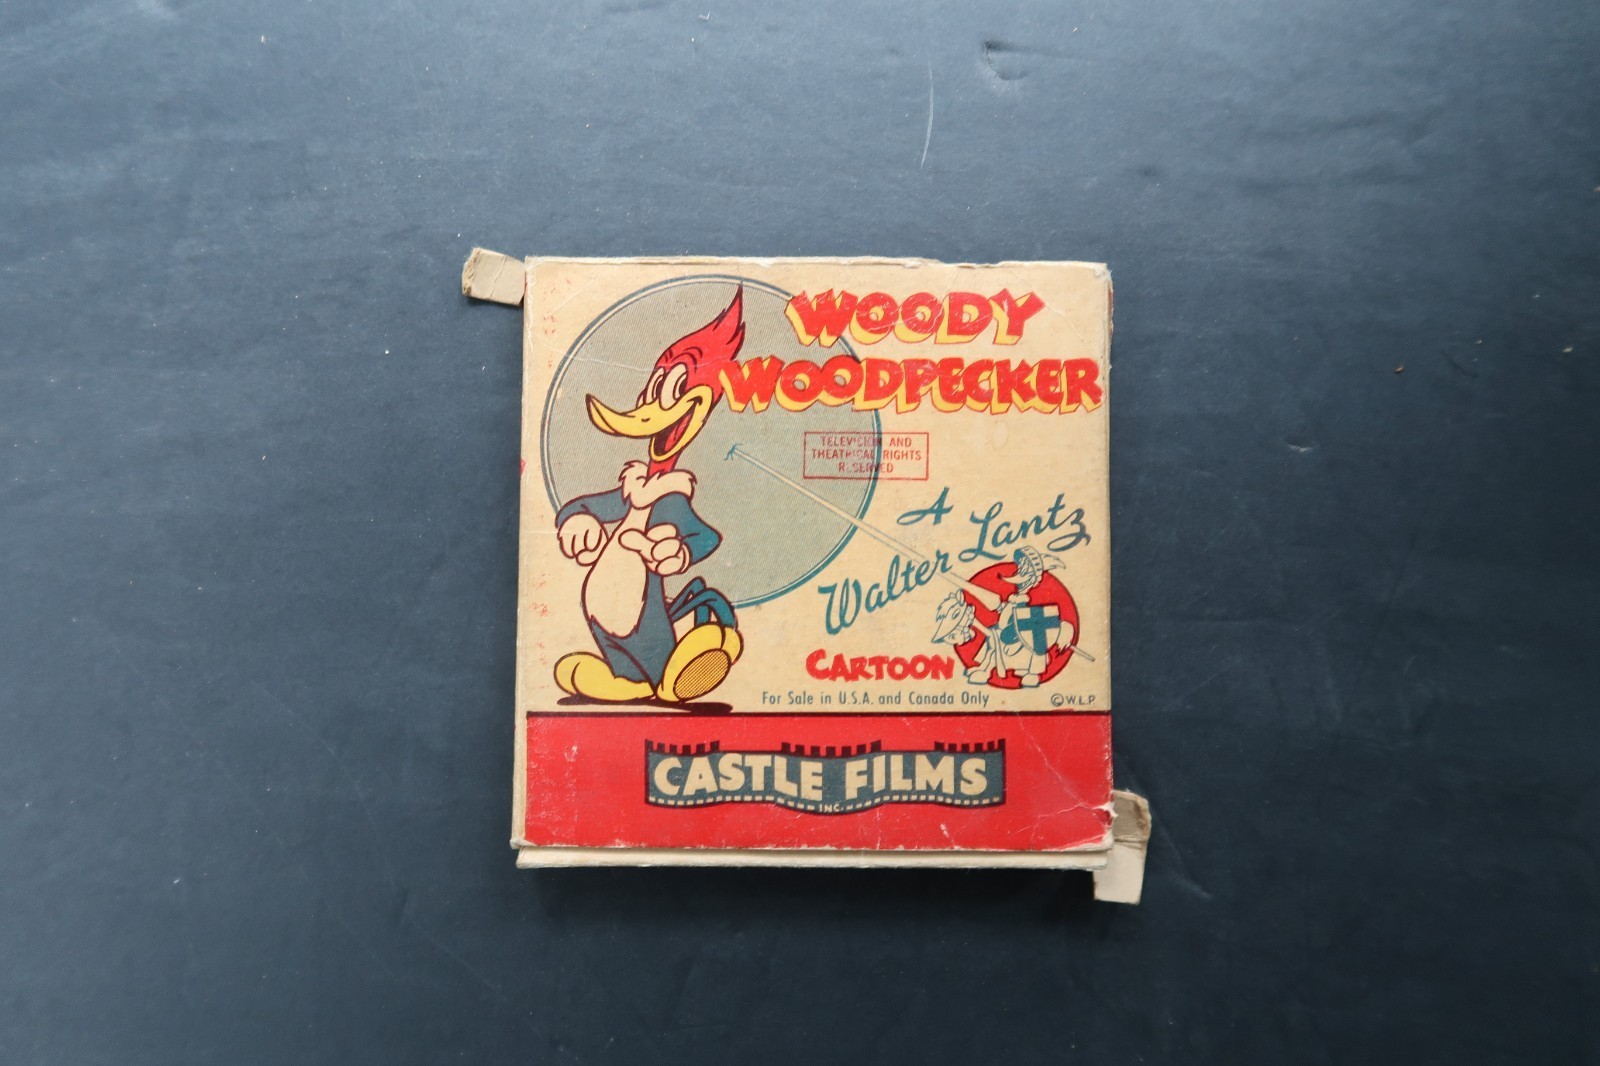 WOODY
WOODPECKER
TELEVISION AND
THEATRICAL RIGHTS
RESERVED
A
Walter Lantz
CARTOON
For Sale in U.S.A. and Canada Only
© W.L.P.
CASTLE FILMS
INC.